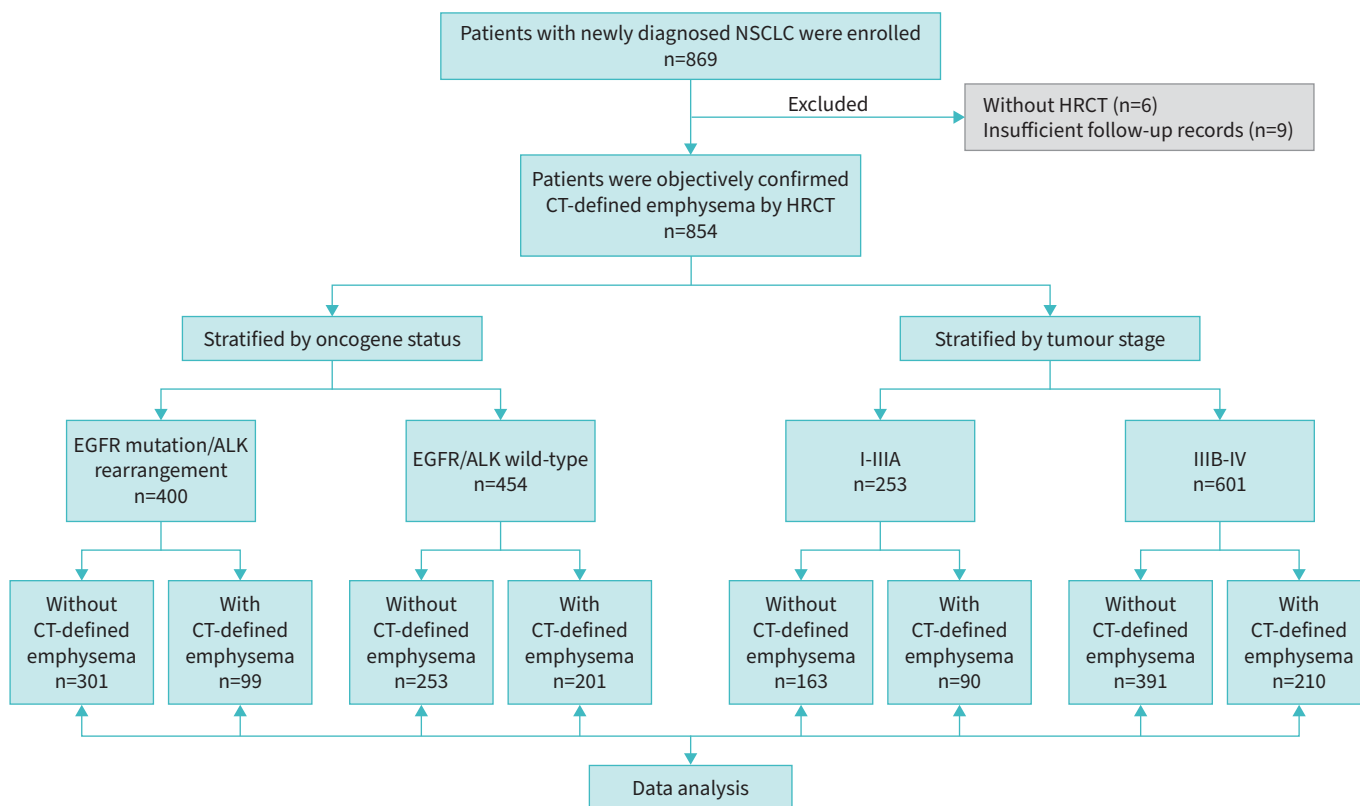 Patients with newly diagnosed NSCLC were enrolled
n=869
Excluded
Without HRCT (n=6)
Insufficient follow-up records (n=9)
Patients were objectively confirmed
CT-defined emphysema by HRCT
n=854
Stratified by oncogene status
Stratified by tumour stage
EGFR mutation/ALK
rearrangement
n=400
EGFR/ALK wild-type
n=454
I-IIIA
n=253
IIIB-IV
n=601
Without
CT-defined
emphysema
n=301
With
CT-defined
emphysema
n=99
Without
CT-defined
emphysema
n=253
With
CT-defined
emphysema
n=201
Without
CT-defined
emphysema
n=163
With
CT-defined
emphysema
n=90
Without
CT-defined
emphysema
n=391
With
CT-defined
emphysema
n=210
Data analysis